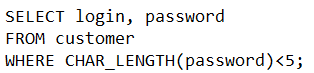 SELECT login, password
FROM customer
WHERE CHAR_LENGTH(password)<5;